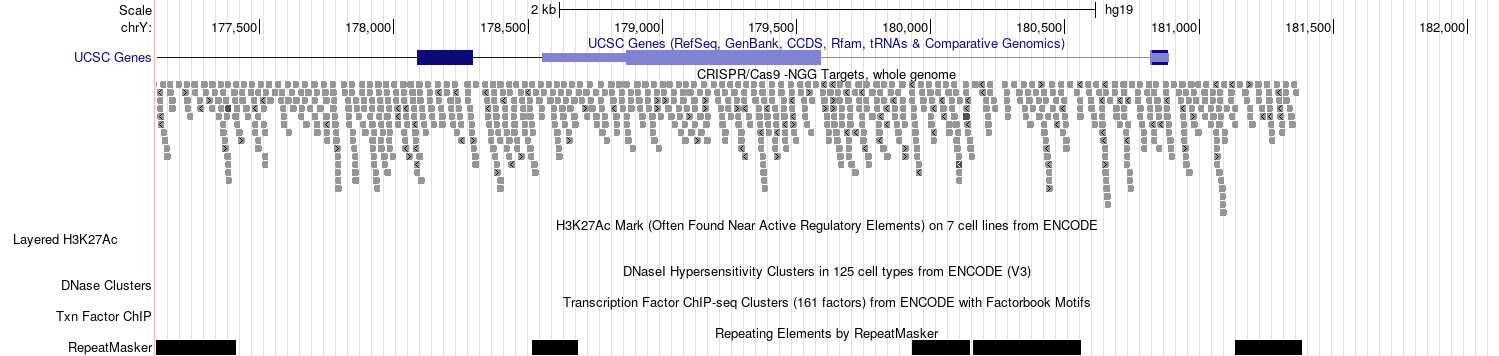 Scale 2 kb hg19
chrY: 177,500 178,000 178,500 179,000 179,500 180,000 180,500 181,000 181,500 182,000
UCSC Genes (RefSeq, GenBank, CCDS, Rfam, tRNAs & Comparative Genomics)
UCSC Genes
CRISPR/Cas9 -NGG Targets, whole genome
H3K27Ac Mark (Often Found Near Active Regulatory Elements) on 7 cell lines from ENCODE
Layered H3K27Ac
DNaseI Hypersensitivity Clusters in 125 cell types from ENCODE (V3)
DNase Clusters
Transcription Factor ChIP-seq Clusters (161 factors) from ENCODE with Factorbook Motifs
Txn Factor ChIP
Repeating Elements by RepeatMasker
RepeatMasker